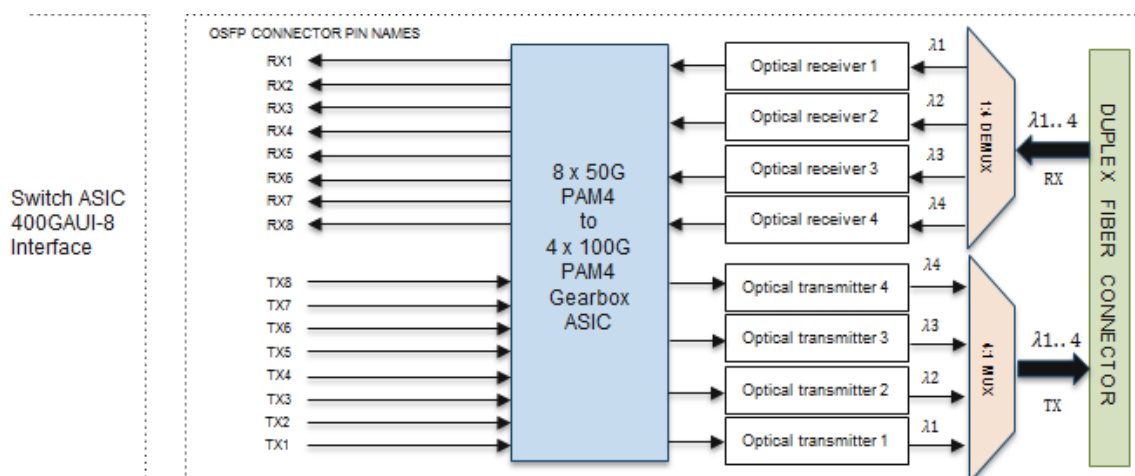 OSFP CONNECTOR PIN NAMES
Switch ASIC
400GAUI-8
Interface
RX1
RX2
RX3
RX4
RX5
RX6
RX7
RX8
TX8
TX7
TX6
TX5
TX4
TX3
TX2
TX1
8 x 50G
PAM4
to
4 x 100G
PAM4
Gearbox
ASIC
Optical receiver 1
Optical receiver 2
Optical receiver 3
Optical receiver 4
Optical transmitter 4
Optical transmitter 3
Optical transmitter 2
Optical transmitter 1
λ1
λ2
λ3
λ4
λ4
λ3
λ2
λ1
1:4 DEMUX
4:1 MUX
λ1.. 4
RX
λ1.. 4
TX
DUPLEX FIBER CONNECTOR